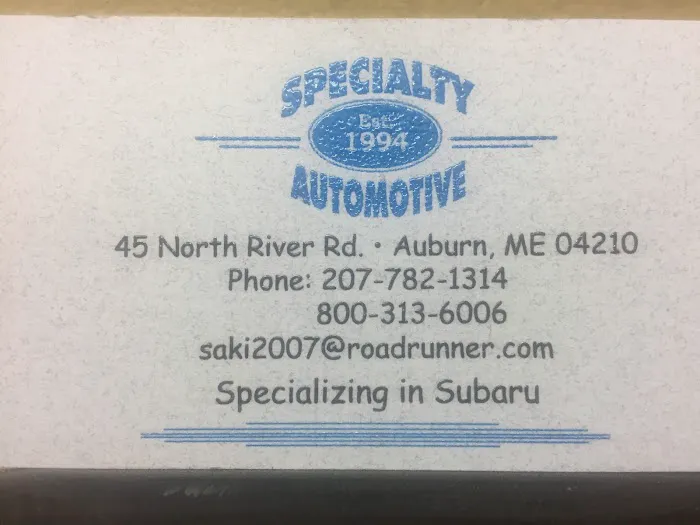 SPECIALTY
Est.
1994
AUTOMOTIVE
45 North River Rd. • Auburn, ME 04210
Phone: 207-782-1314
800-313-6006
saki2007@roadrunner.com
Specializing in Subaru